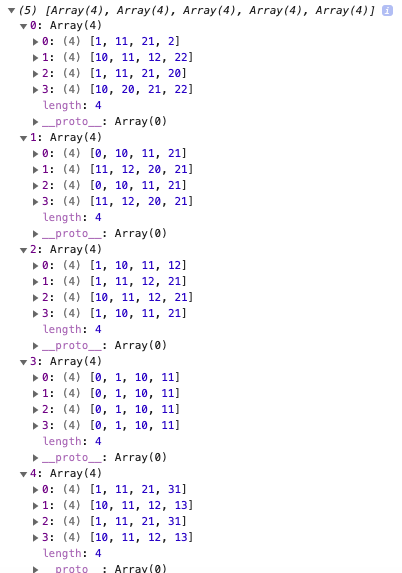 (5) [Array(4), Array(4), Array(4), Array(4), Array(4)] i
0: Array(4)
0: (4) [1, 11, 21, 2]
1: (4) [10, 11, 12, 22]
2: (4) [1, 11, 21, 20]
3: (4) [10, 20, 21, 22]
length: 4
__proto__: Array(0)
1: Array(4)
0: (4) [0, 10, 11, 21]
1: (4) [11, 12, 20, 21]
2: (4) [0, 10, 11, 21]
3: (4) [11, 12, 20, 21]
length: 4
__proto__: Array(0)
2: Array(4)
0: (4) [1, 10, 11, 12]
1: (4) [1, 11, 12, 21]
2: (4) [10, 11, 12, 21]
3: (4) [1, 10, 11, 21]
length: 4
__proto__: Array(0)
3: Array(4)
0: (4) [0, 1, 10, 11]
1: (4) [0, 1, 10, 11]
2: (4) [0, 1, 10, 11]
3: (4) [0, 1, 10, 11]
length: 4
__proto__: Array(0)
4: Array(4)
0: (4) [1, 11, 21, 31]
1: (4) [10, 11, 12, 13]
2: (4) [1, 11, 21, 31]
3: (4) [10, 11, 12, 13]
length: 4
__proto__: Array(0)